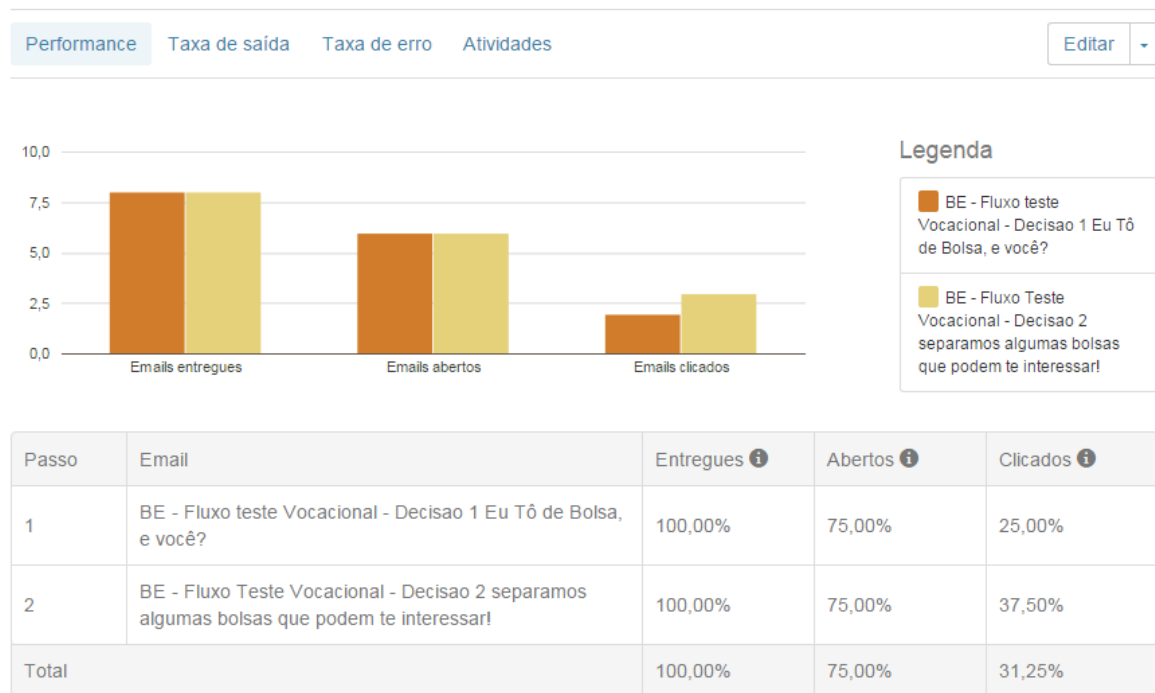 Performance Taxa de saída Taxa de erro Atividades Editar
10,0
7,5
5,0
2,5
0,0
Emails entregues Emails abertos Emails clicados
Legenda
BE - Fluxo teste
Vocacional - Decisao 1 Eu Tô
de Bolsa, e você?
BE - Fluxo Teste
Vocacional - Decisao 2
separamos algumas bolsas
que podem te interessar!
Passo Email Entregues Abertos Clicados
1 BE - Fluxo teste Vocacional - Decisao 1 Eu Tô de Bolsa,
e você? 100,00% 75,00% 25,00%
2 BE - Fluxo Teste Vocacional - Decisao 2 separamos
algumas bolsas que podem te interessar! 100,00% 75,00% 37,50%
Total 100,00% 75,00% 31,25%